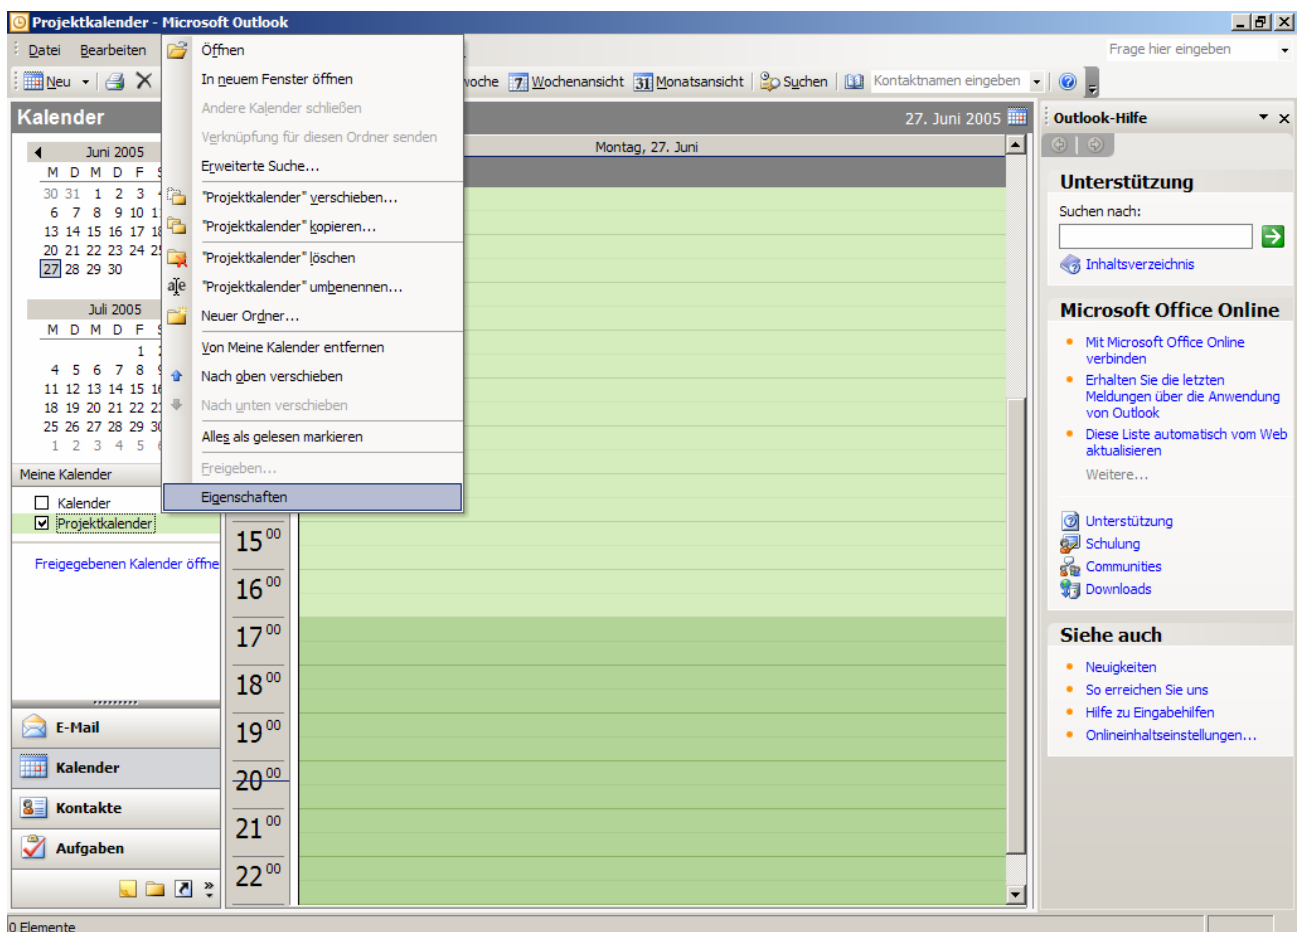 Projektkalender - Microsoft Outlook
Datei Bearbeiten
Frage hier eingeben
Neu
woche 7 Wochenansicht 31 Monatsansicht Suchen Kontaktnamen eingeben
Öffnen
In neuem Fenster öffnen
Andere Kalender schließen
Verknüpfung für diesen Ordner senden
Erweiterte Suche...
"Projektkalender" verschieben...
"Projektkalender" kopieren...
"Projektkalender" löschen
"Projektkalender" umbenennen...
Neuer Ordner...
Von Meine Kalender entfernen
Nach oben verschieben
Nach unten verschieben
Alles als gelesen markieren
Freigeben...
Eigenschaften
Kalender
27. Juni 2005
Juni 2005
M D M D F
30 31 1 2 3
6 7 8 9 10
13 14 15 16 17
20 21 22 23 24
27 28 29 30
Juli 2005
M D M D F
1
4 5 6 7 8
11 12 13 14 15
18 19 20 21 22
25 26 27 28 29
1 2 3 4 5
Meine Kalender
Kalender
Projektkalender
Freigegebenen Kalender öffne
E-Mail
Kalender
Kontakte
Aufgaben
Montag, 27. Juni
15 00
16 00
17 00
18 00
19 00
20 00
21 00
22 00
Outlook-Hilfe
Unterstützung
Suchen nach:
Inhaltsverzeichnis
Microsoft Office Online
Mit Microsoft Office Online
verbinden
Erhalten Sie die letzten
Meldungen über die Anwendung
von Outlook
Diese Liste automatisch vom Web
aktualisieren
Weitere...
Unterstützung
Schulung
Communities
Downloads
Siehe auch
Neuigkeiten
So erreichen Sie uns
Hilfe zu Eingabehilfen
Onlineinhaltseinstellungen...
0 Elemente